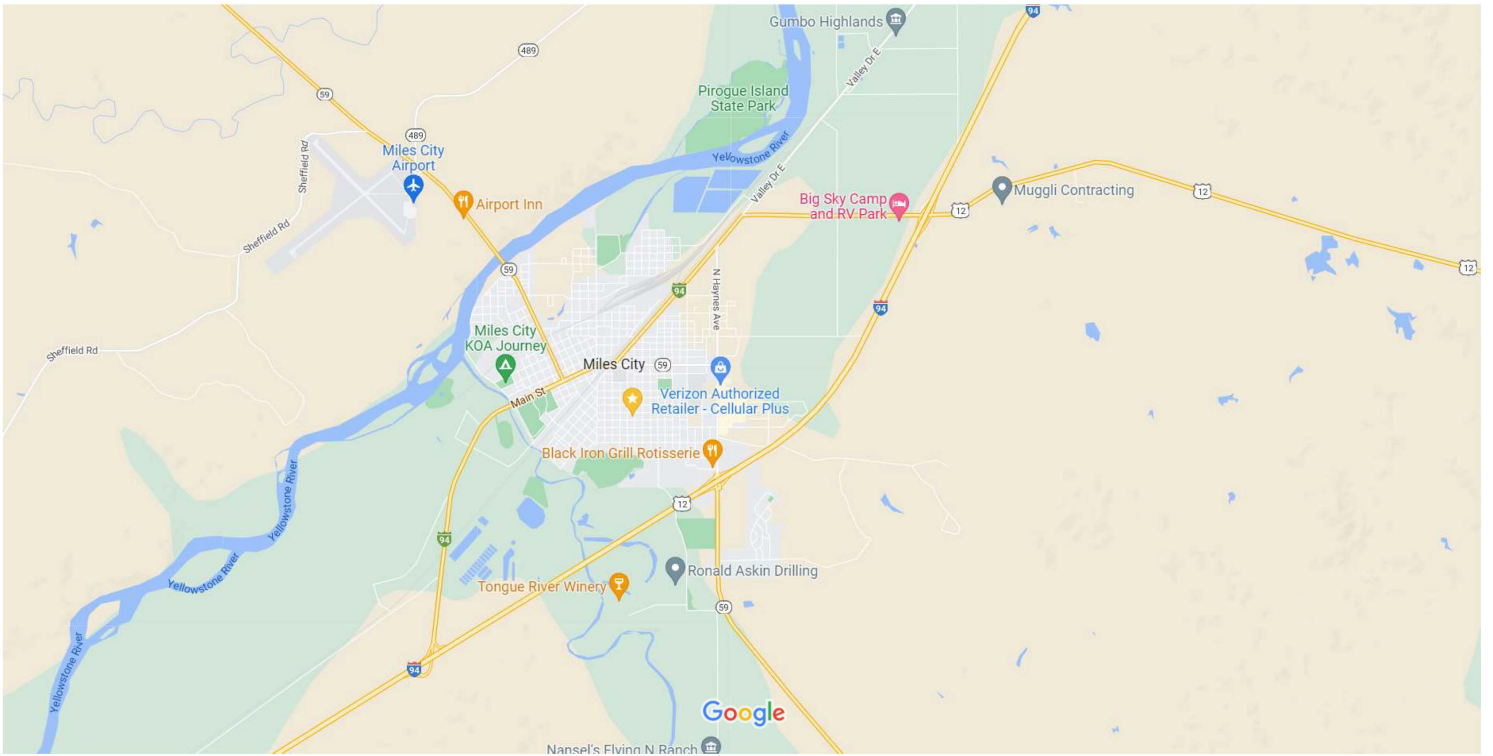 Gumbo Highlands
94
489
Valley Dr E
59
Pirogue Island
State Park
489
Miles City
Airport
Sheffield Rd
Yellowstone River
Valley Dr E
Airport Inn
Big Sky Camp
and RV Park
12
Muggli Contracting
12
Sheffield Rd
59
12
N Haynes Ave
94
94
Miles City
KOA Journey
Sheffield Rd
Miles City
59
Main St
Verizon Authorized
Retailer - Cellular Plus
Black Iron Grill Rotisserie
Yellowstone River
12
94
Yellowstone River
Ronald Askin Drilling
Tongue River Winery
59
Yellowstone River
94
Google
Nansel's Flying N Ranch